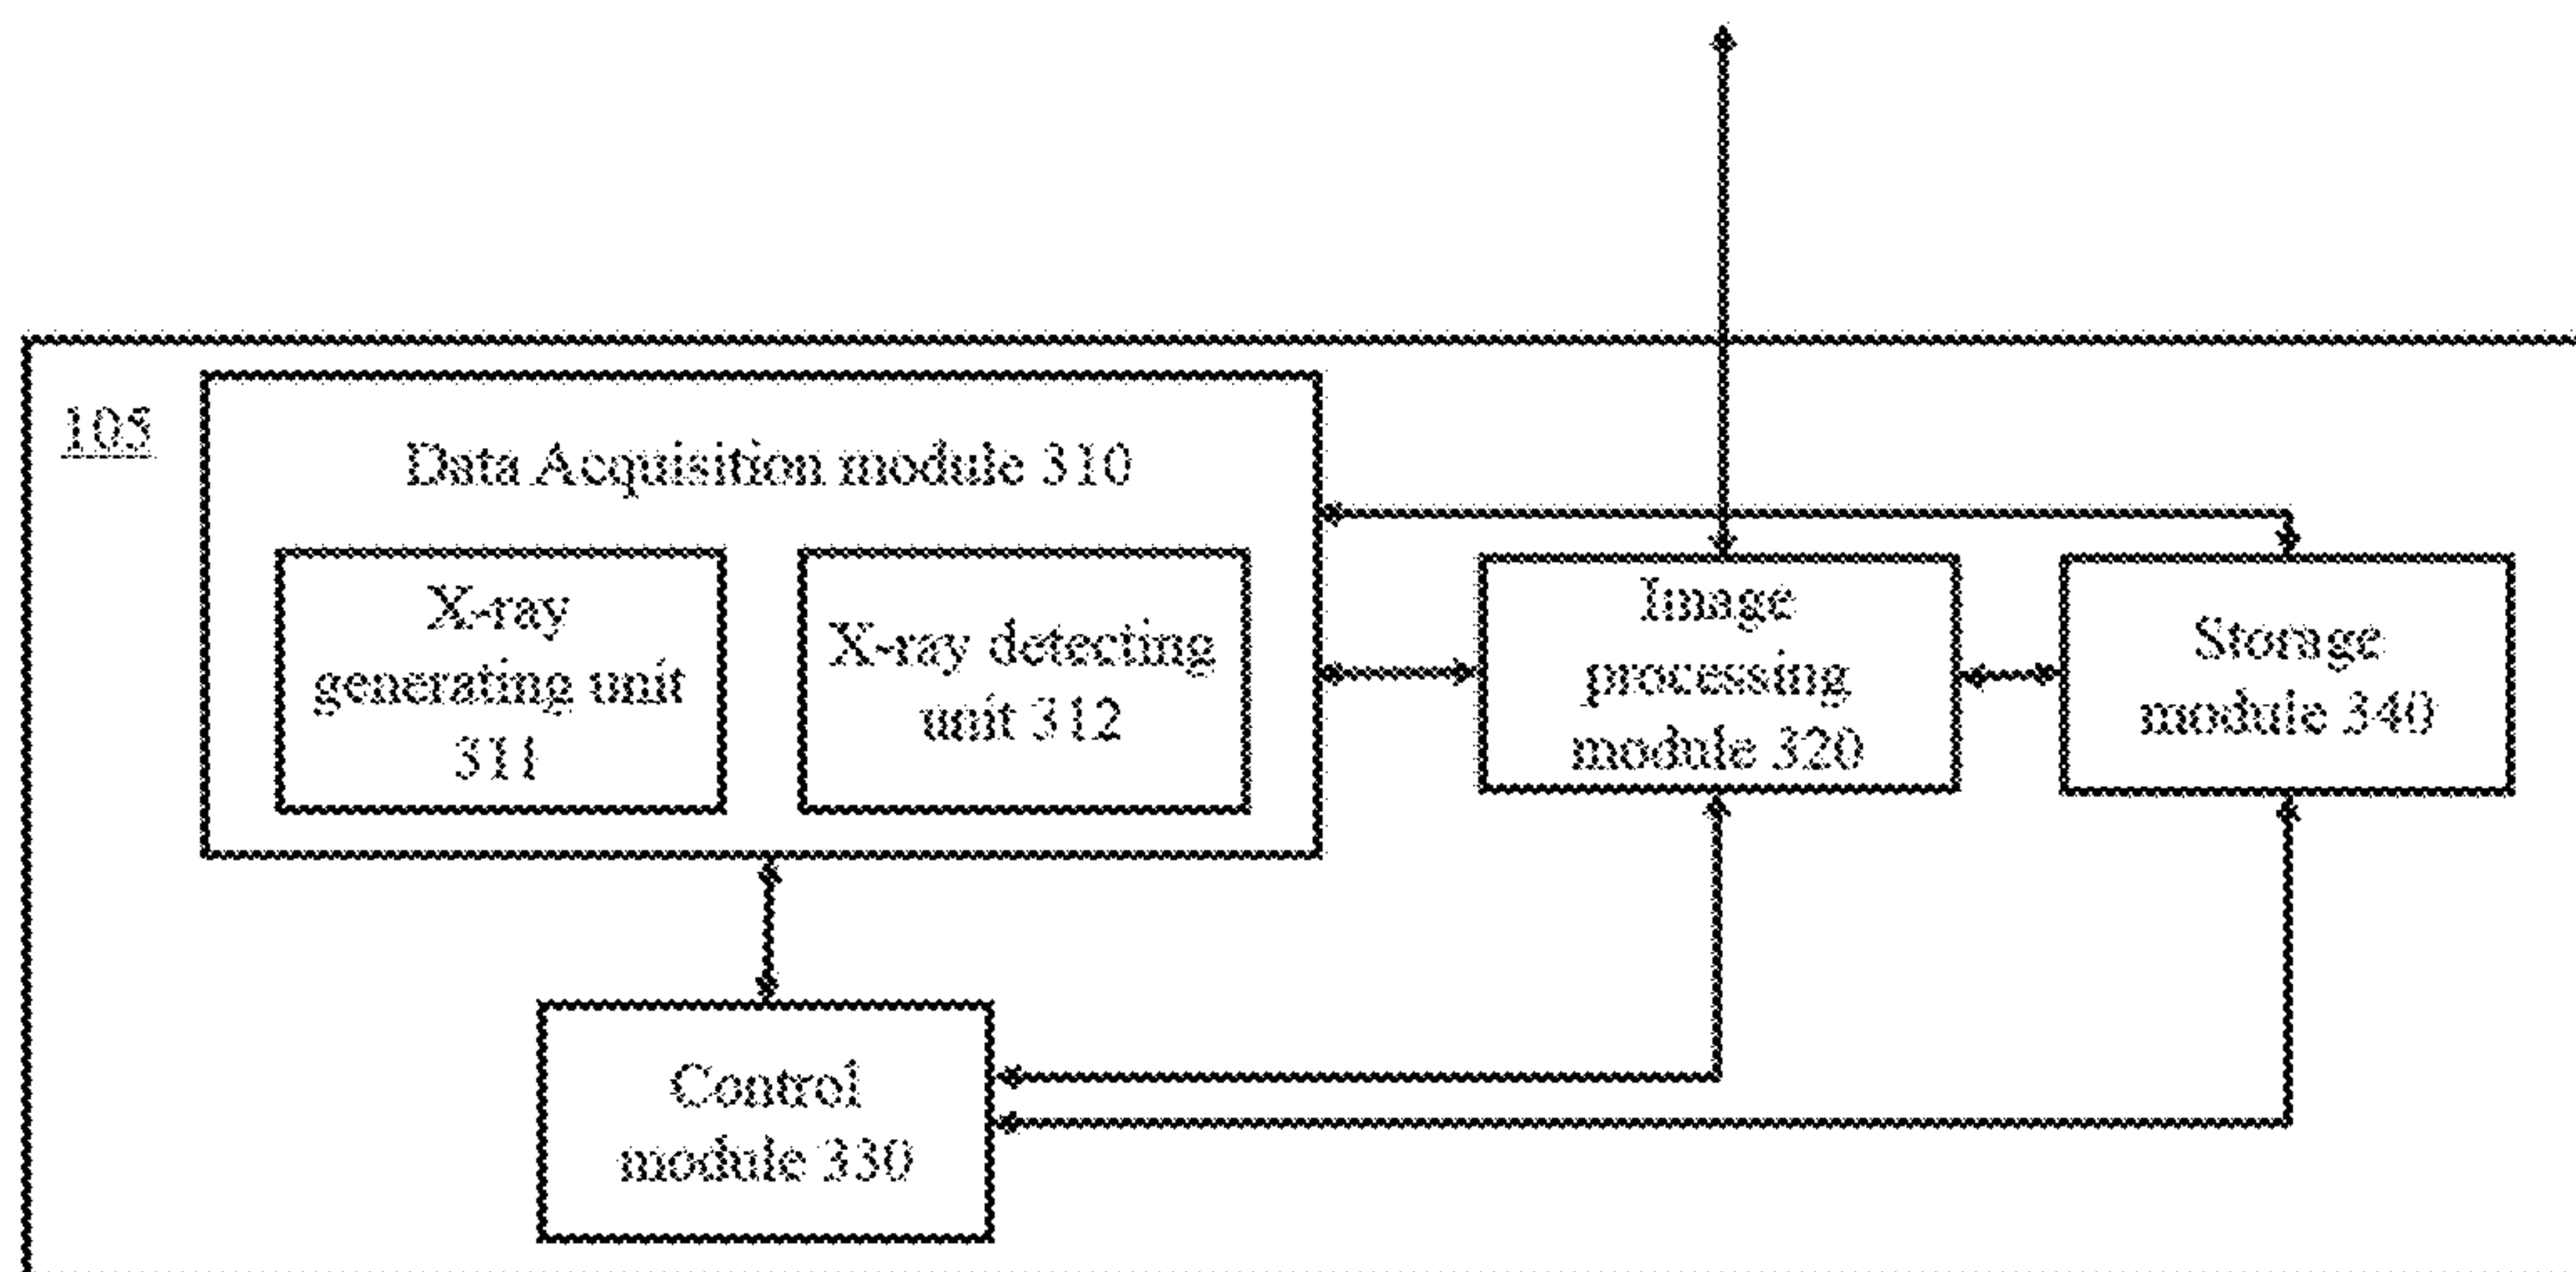 105
Data Acquisition module 310
X-ray
generating unit
311
X-ray detecting
unit 312
Image
processing
module 320
Storage
module 340
Control
module 330